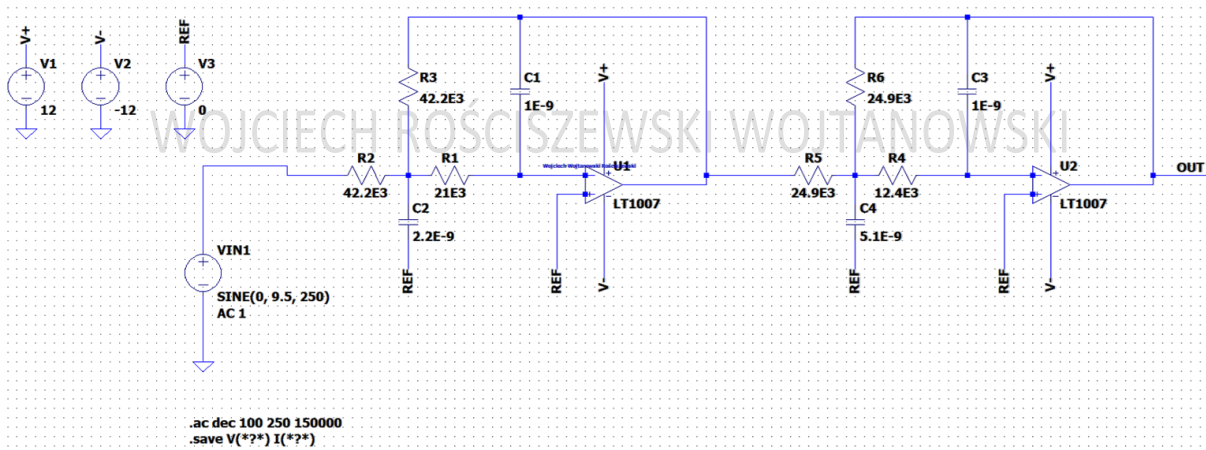 V+
V-
REF
V1
12
V2
-12
V3
0
R3
42.2E3
C1
1E-9
V+
R6
24.9E3
C3
1E-9
V+
WOJCIECH ROŚCISZEWSKI WOJTANOWSKI
R2
42.2E3
R1
21E3
U1
LT1007
C2
2.2E-9
REF
REF
V-
R5
24.9E3
R4
12.4E3
U2
LT1007
OUT
C4
5.1E-9
REF
REF
V-
VIN1
SINE(0, 9.5, 250)
AC 1
.ac dec 100 250 150000
.save V(*?*) I(*?*)